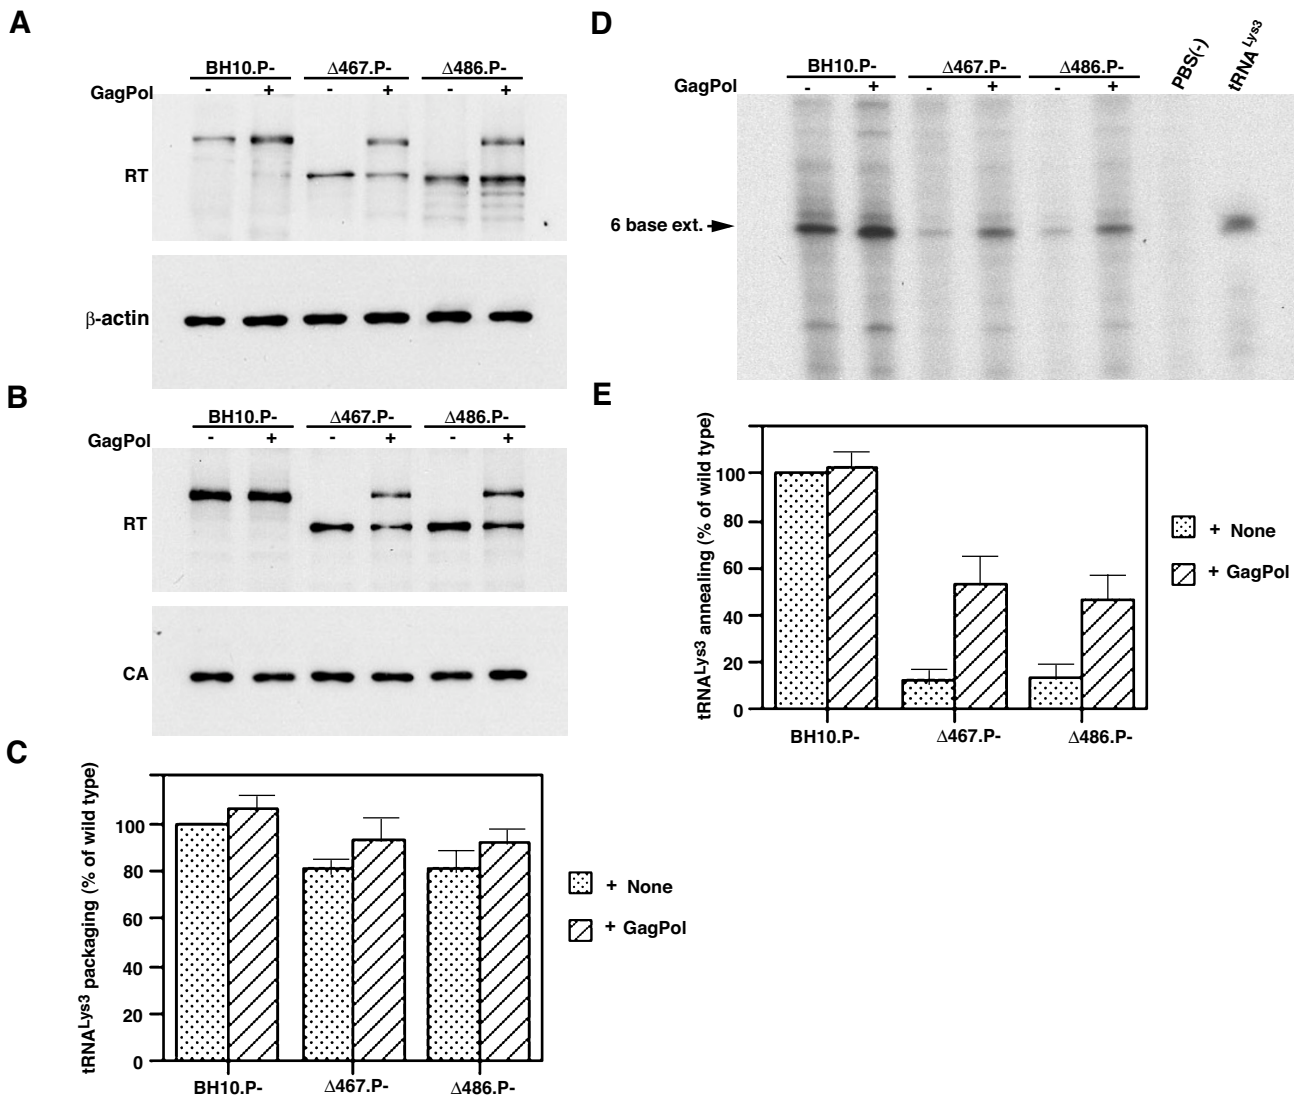 A
BH10.P- Δ467.P- Δ486.P-
GagPol - + - + - +
RT
β-actin
B
BH10.P- Δ467.P- Δ486.P-
GagPol - + - + - +
RT
CA
C
tRNALys3 packaging (% of wild type)
100
80
60
40
20
0
BH10.P- Δ467.P- Δ486.P-
+ None
+ GagPol
D
BH10.P- Δ467.P- Δ486.P- PBS(-) tRNA Lys3
GagPol - + - + - +
6 base ext.
E
tRNALys3 annealing (% of wild type)
100
80
60
40
20
0
BH10.P- Δ467.P- Δ486.P-
+ None
+ GagPol